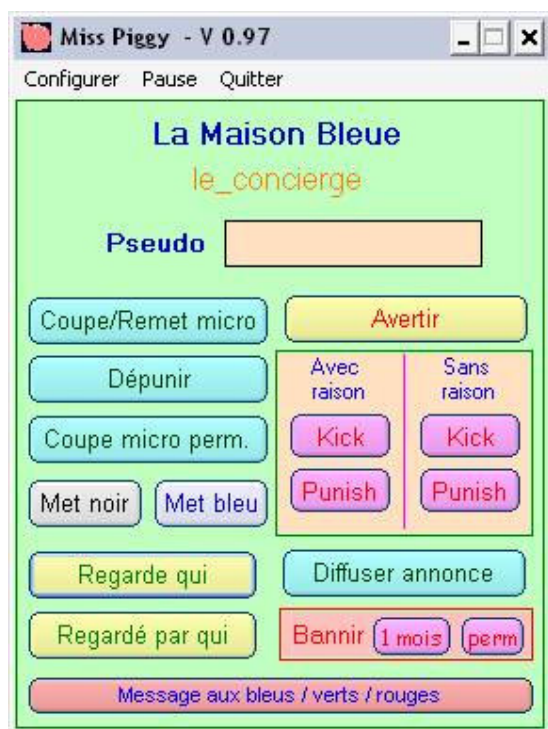 Miss Piggy - V 0.97
Configurer Pause Quitter
La Maison Bleue
le_concierge
Pseudo
Coupe/Remet micro
Avertir
Dépunir
Avec raison
Sans raison
Kick
Kick
Coupe micro perm.
Punish
Punish
Met noir
Met bleu
Regarde qui
Diffuser annonce
Regardé par qui
Bannir 1 mois perm
Message aux bleus / verts / rouges